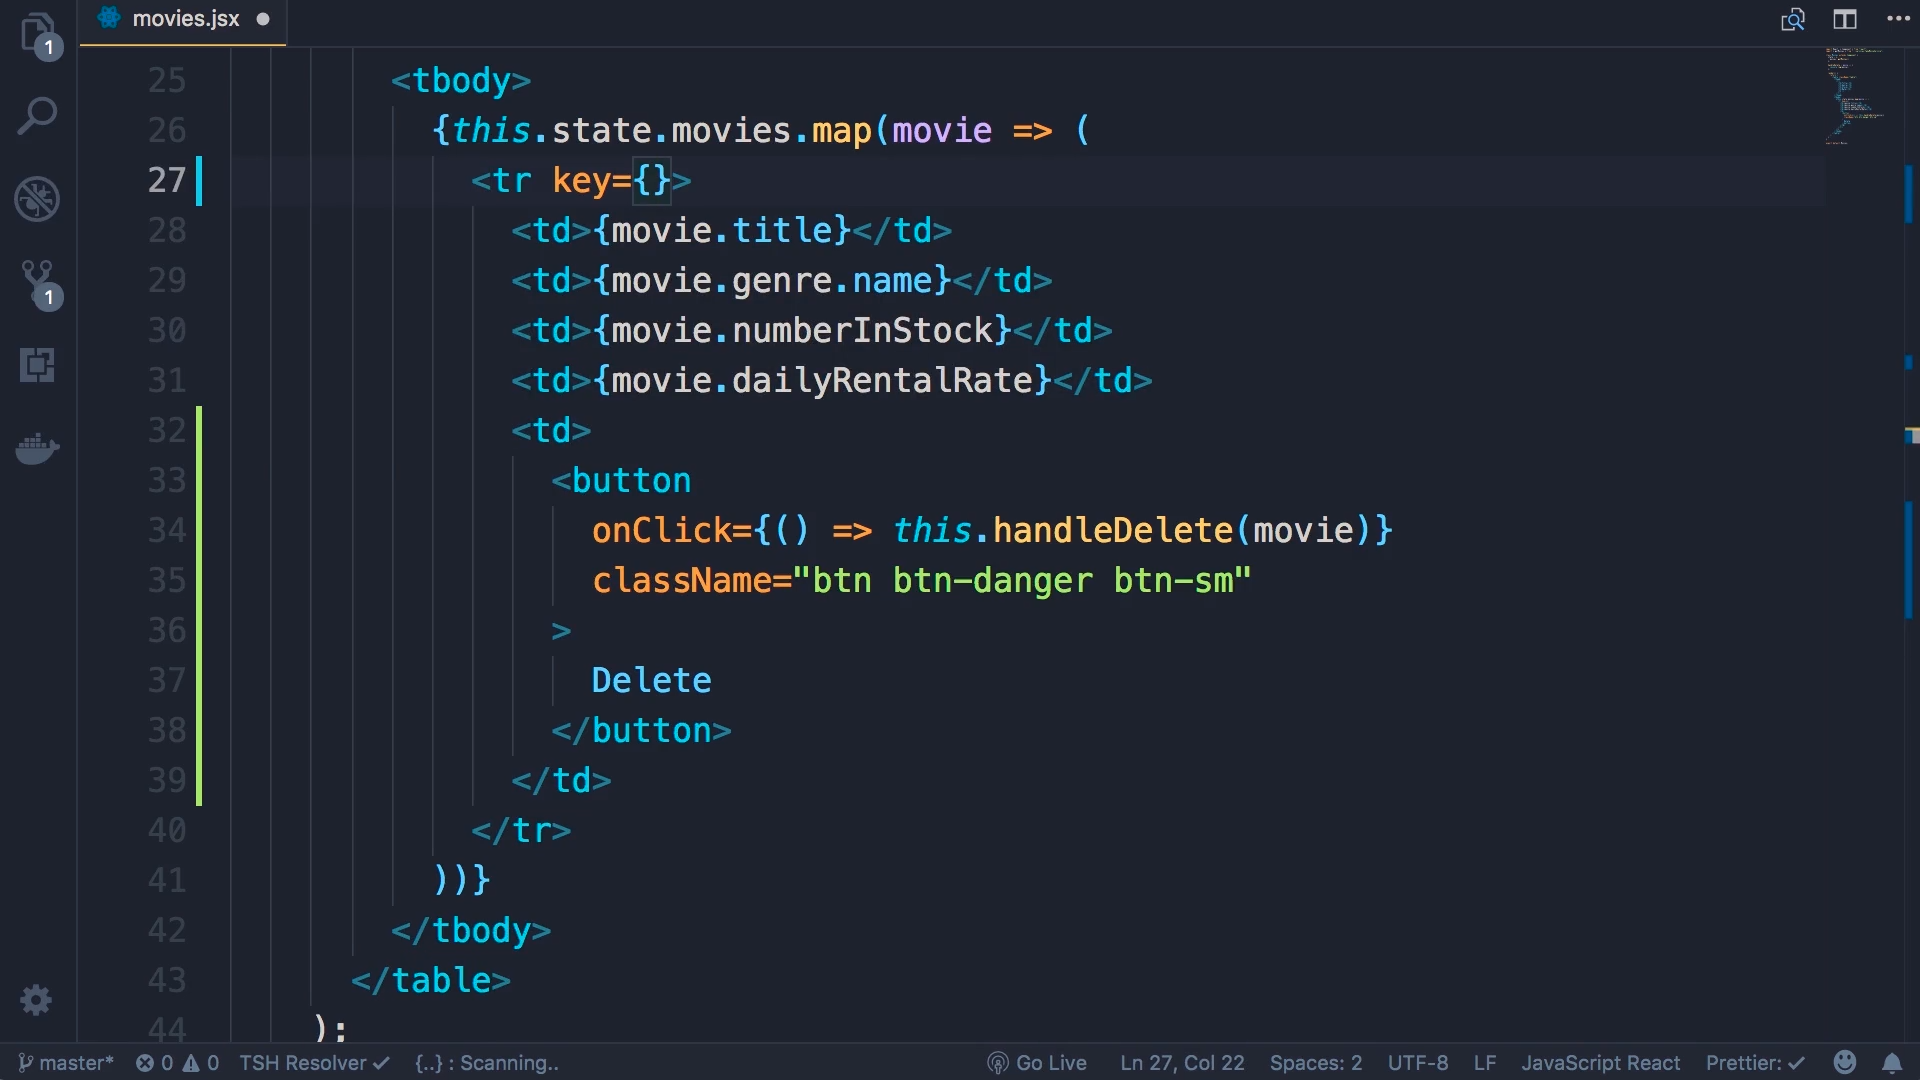 movies.jsx
1
1
25 <tbody>
26 {this.state.movies.map(movie => (
27 <tr key={}>
28 <td>{movie.title}</td>
29 <td>{movie.genre.name}</td>
30 <td>{movie.numberInStock}</td>
31 <td>{movie.dailyRentalRate}</td>
32 <td>
33 <button
34 onClick={() => this.handleDelete(movie)}
35 className="btn btn-danger btn-sm"
36 >
37 Delete
38 </button>
39 </td>
40 </tr>
41 ))}
42 </tbody>
43 </table>
44 );
master* 0 0 TSH Resolver ✓ {..} : Scanning.. Go Live Ln 27, Col 22 Spaces: 2 UTF-8 LF JavaScript React Prettier: ✓